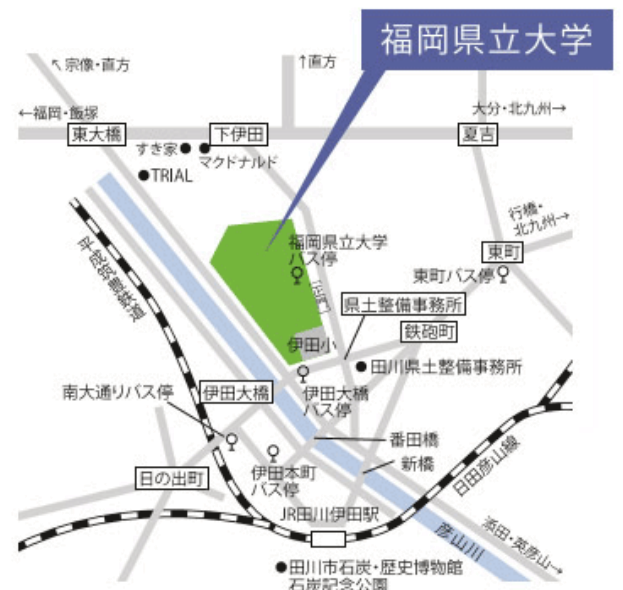 福岡県立大学
↖宗像・直方
↑直方
←福岡・飯塚
大分・北九州→
東大橋
下伊田
夏吉
すき家
マクドナルド
TRIAL
行橋・
北九州→
平成筑豊鉄道
福岡県立大学
バス停
東町
東町バス停
[正門]
県土整備事務所
鉄砲町
伊田小
田川県土整備事務所
南大通りバス停
伊田大橋
伊田大橋
バス停
番田橋
新橋
日の出町
伊田本町
バス停
日田彦山線
JR田川伊田駅
彦山川
添田・英彦山→
田川市石炭・歴史博物館
石炭記念公園